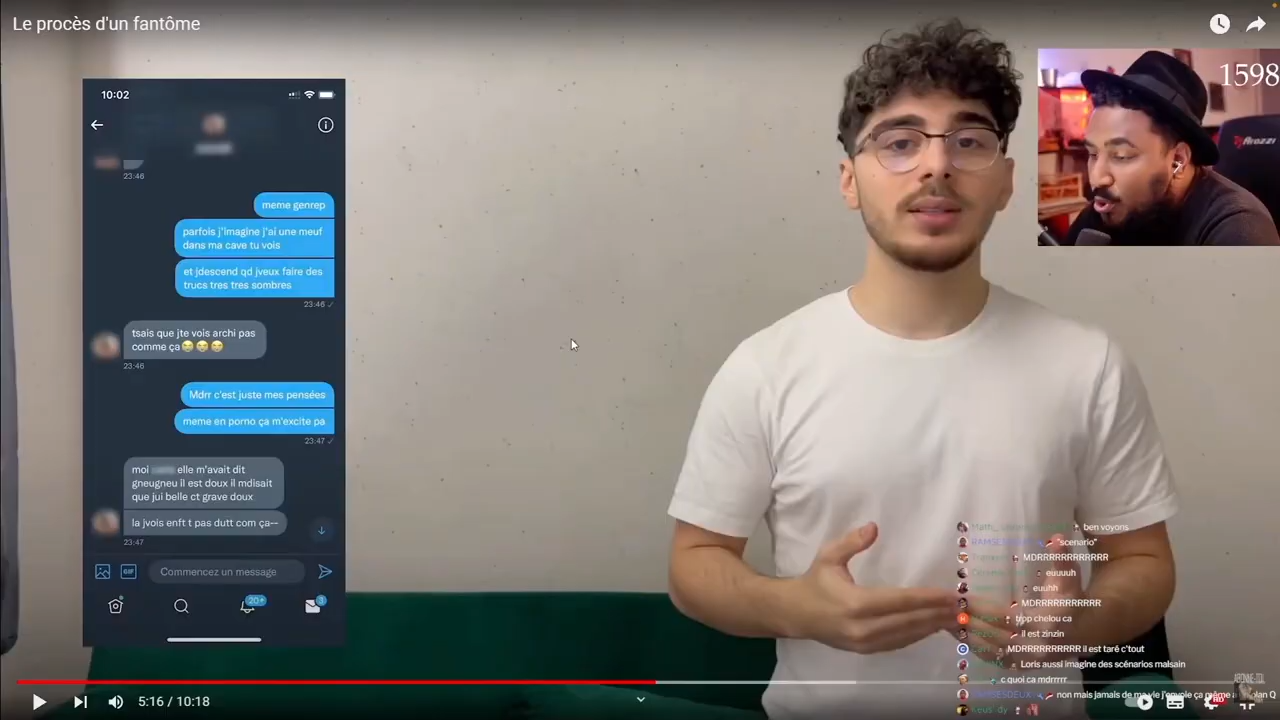 Le procès d'un fantôme
1598
10:02
23:46
meme genrep
parfois j'imagine j'ai une meuf
dans ma cave tu vois
et jdescend qd jveux faire des
trucs tres tres sombres
23:46 ✓
tsais que jte vois archi pas
comme ça😂😂😂
23:46
Mdrr c'est juste mes pensées
meme en porno ça m'excite pa
23:47 ✓
moi elle m'avait dit
gneugneu il est doux il mdisait
que jui belle ct grave doux
la jvois enft t pas dutt com ça--
23:47
GIF
Commencez un message
20+
3
ben voyons
"scenario"
MDRRRRRRRRRRR
euuuuh
euuhh
MDRRRRRRRRRRR
trop chelou ca
il est zinzin
MDRRRRRRRRRR il est taré c'tout
Loris aussi imagine des scénarios malsain
c quoi ca mdrrrrr
non mais jamais de ma vie j'envoie ça même a
plan Q
5:16 / 10:18
HD